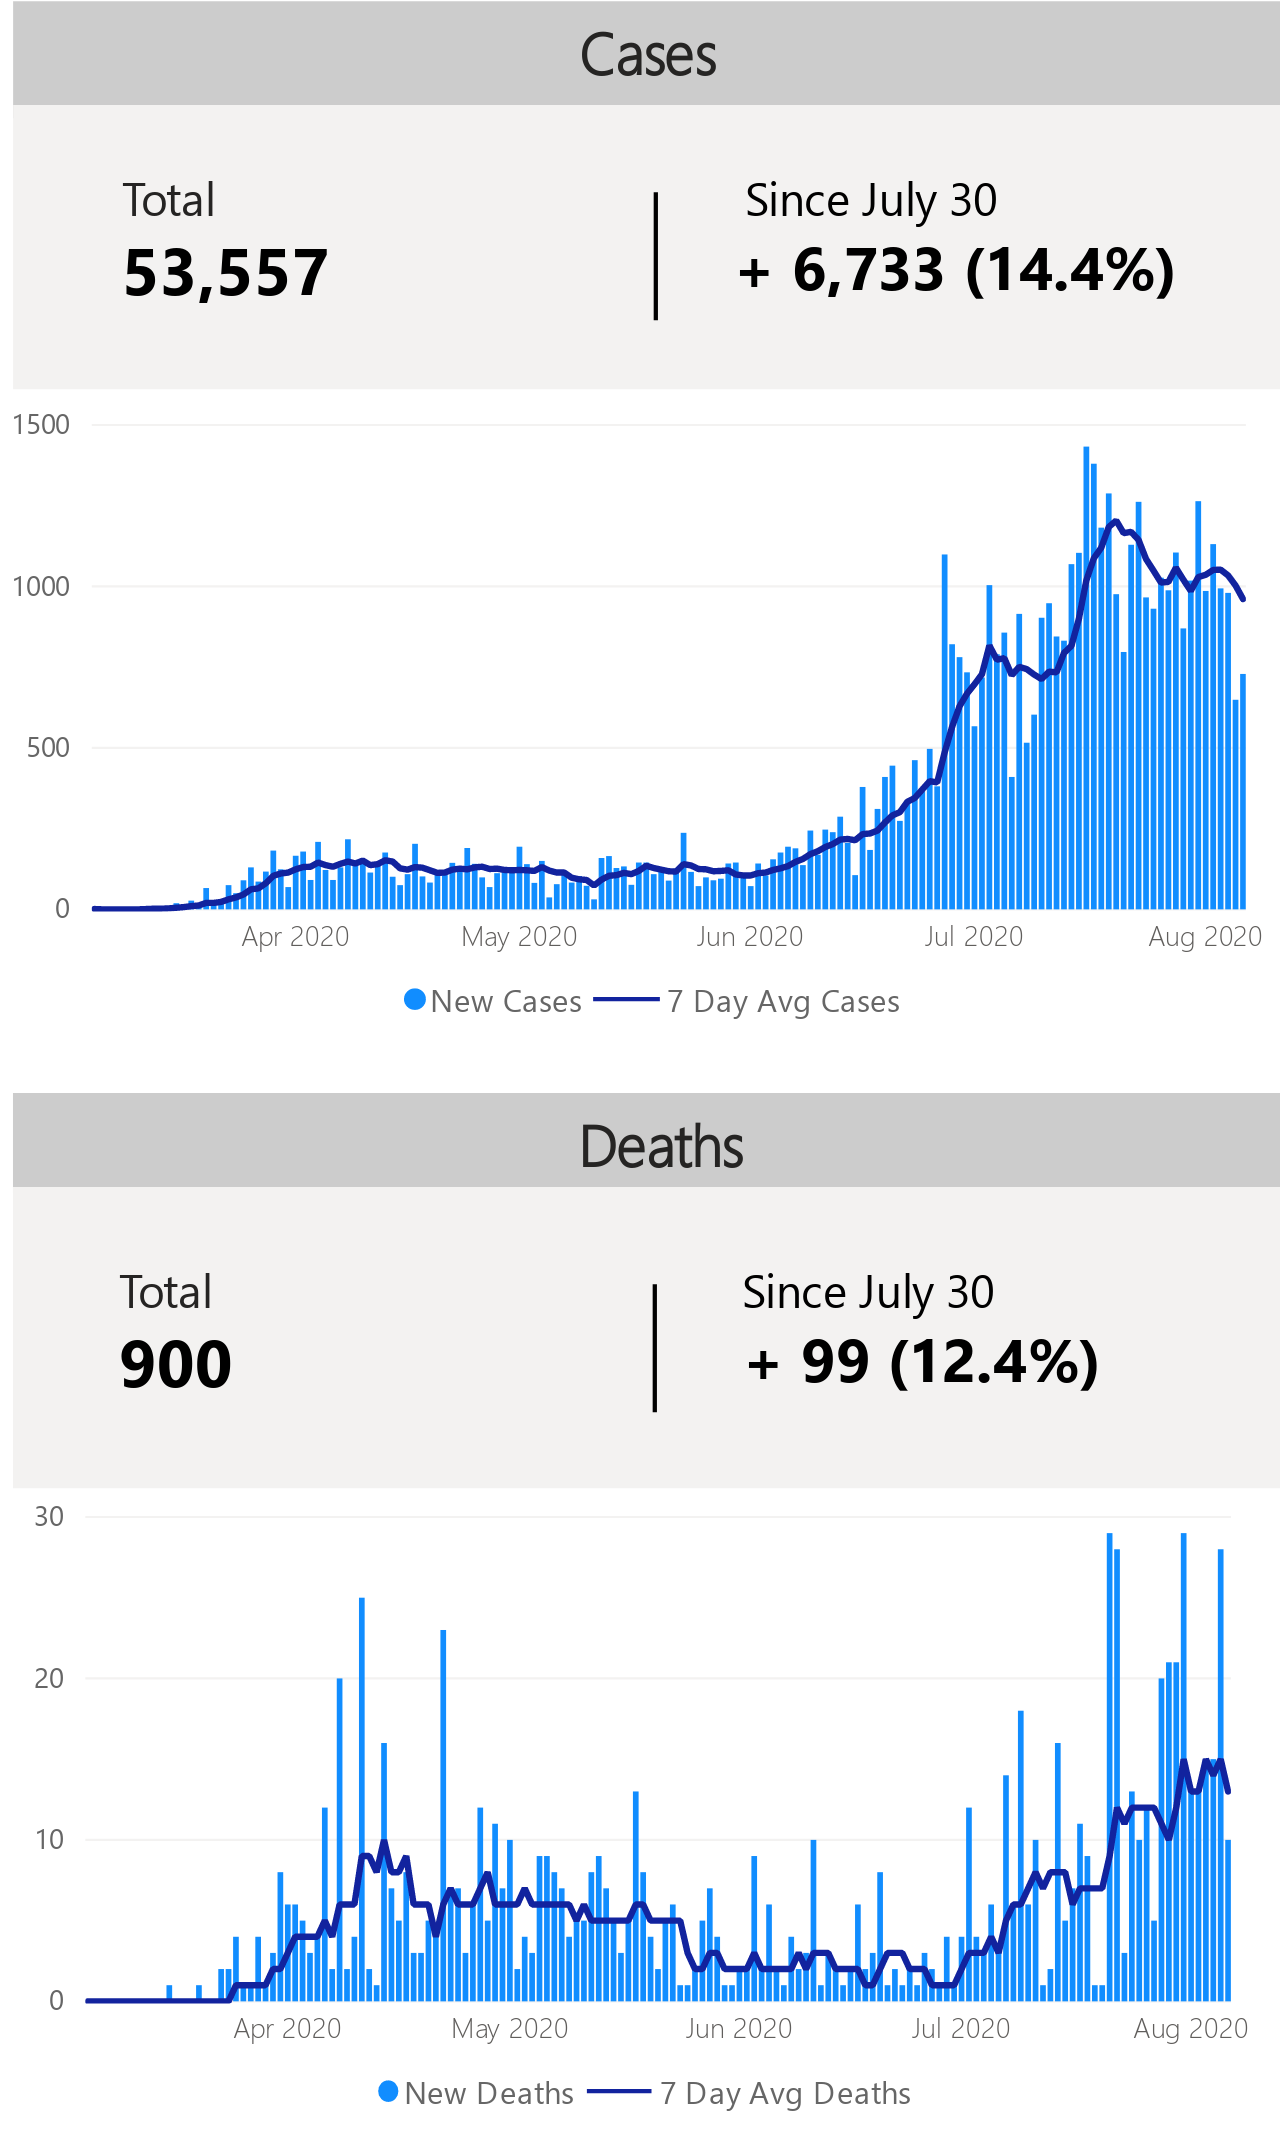 Cases
Total
Since July 30
53,557
+ 6,733 (14.4%)
1500
1000
500
0
Apr 2020
May 2020
Jun 2020
Jul 2020
Aug 2020
New Cases
7 Day Avg Cases
Deaths
Total
Since July 30
900
+ 99 (12.4%)
30
20
10
0
Apr 2020
May 2020
Jun 2020
Jul 2020
Aug 2020
New Deaths
7 Day Avg Deaths